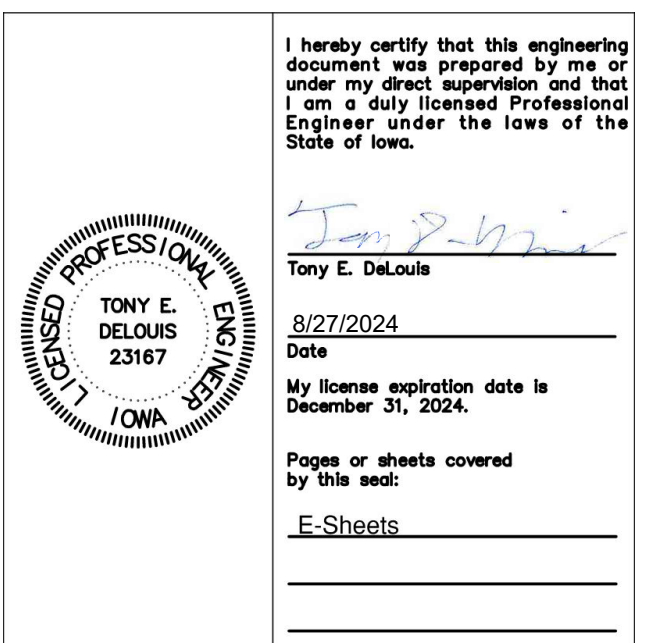 LICENSED PROFESSIONAL ENGINEER
IOWA
TONY E.
DELOUIS
23167
I hereby certify that this engineering
document was prepared by me or
under my direct supervision and that
I am a duly licensed Professional
Engineer under the laws of the
State of Iowa.
Tony E. DeLouis
8/27/2024
Date
My license expiration date is
December 31, 2024.
Pages or sheets covered
by this seal:
E-Sheets